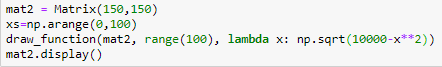 mat2 = Matrix(150,150)
xs=np.arange(0,100)
draw_function(mat2, range(100), lambda x: np.sqrt(10000-x**2))
mat2.display()